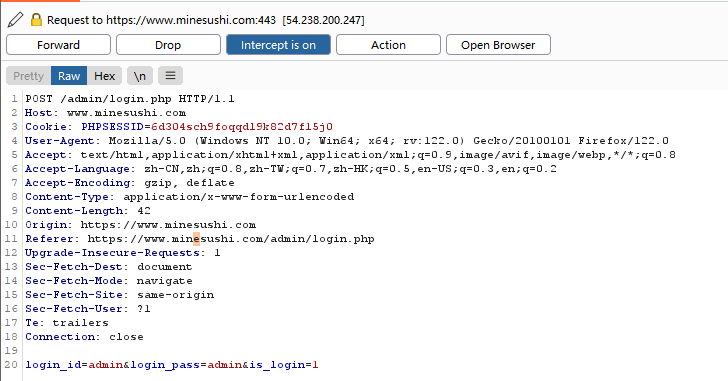 Request to https://www.minesushi.com:443 [54.238.200.247]
Forward Drop Intercept is on Action Open Browser
Pretty Raw Hex \n
1 POST /admin/login.php HTTP/1.1
2 Host: www.minesushi.com
3 Cookie: PHPSESSID=6d304sch9foqqdl9k82d7fl5j0
4 User-Agent: Mozilla/5.0 (Windows NT 10.0; Win64; x64; rv:122.0) Gecko/20100101 Firefox/122.0
5 Accept: text/html,application/xhtml+xml,application/xml;q=0.9,image/avif,image/webp,*/*;q=0.8
6 Accept-Language: zh-CN,zh;q=0.8,zh-TW;q=0.7,zh-HK;q=0.5,en-US;q=0.3,en;q=0.2
7 Accept-Encoding: gzip, deflate
8 Content-Type: application/x-www-form-urlencoded
9 Content-Length: 42
10 Origin: https://www.minesushi.com
11 Referer: https://www.minesushi.com/admin/login.php
12 Upgrade-Insecure-Requests: 1
13 Sec-Fetch-Dest: document
14 Sec-Fetch-Mode: navigate
15 Sec-Fetch-Site: same-origin
16 Sec-Fetch-User: ?1
17 Te: trailers
18 Connection: close
19
20 login_id=admin&login_pass=admin&is_login=1